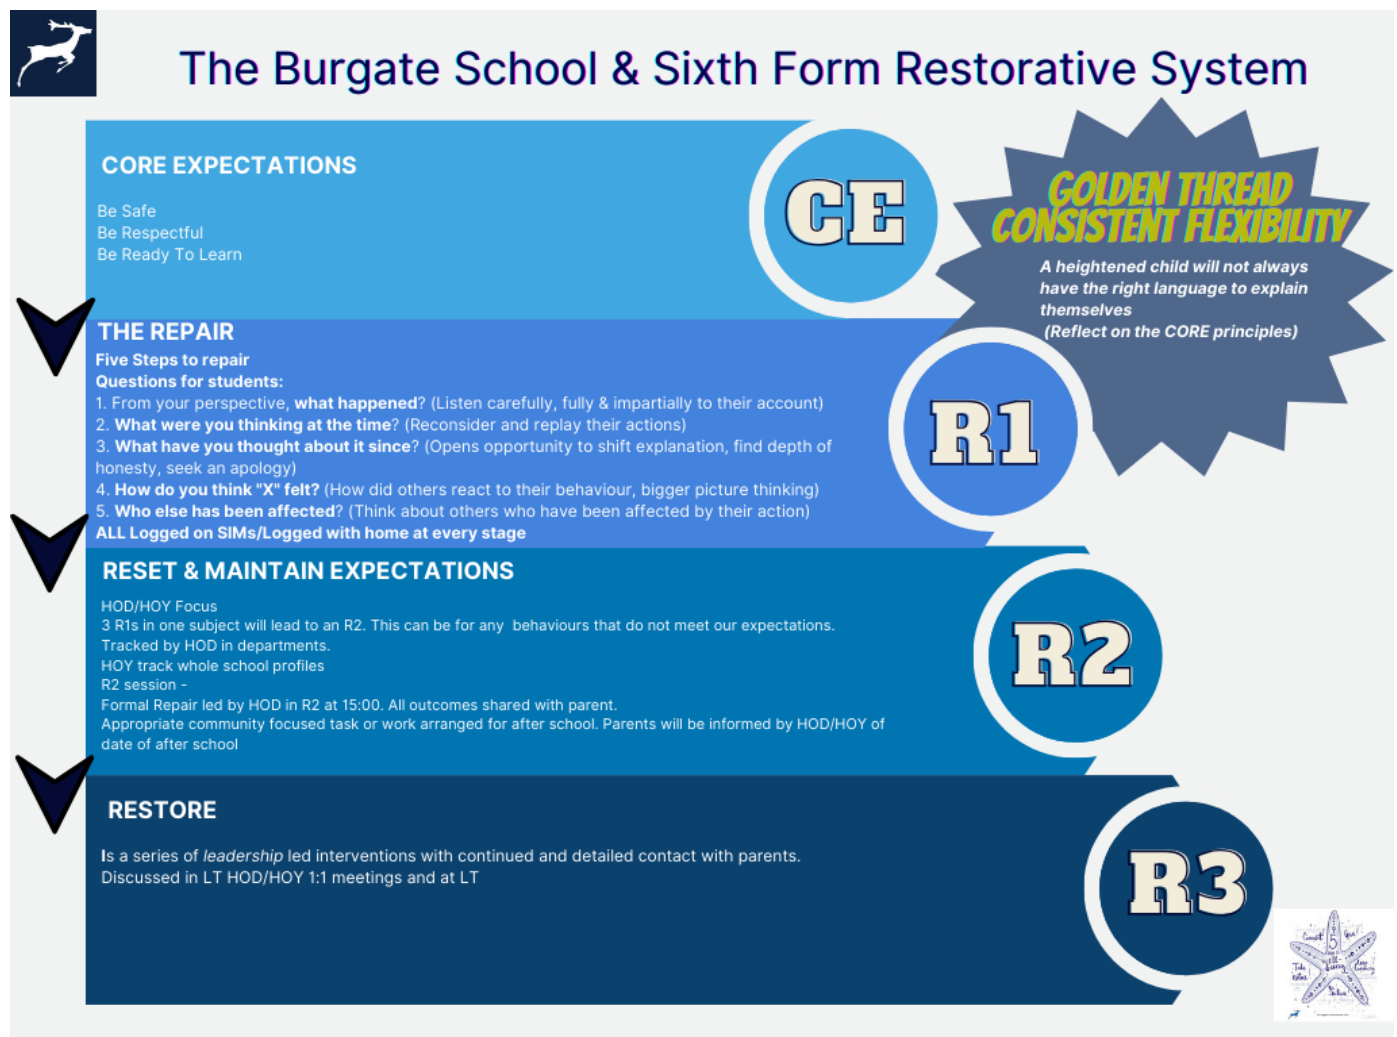 The Burgate School & Sixth Form Restorative System
CORE EXPECTATIONS
Be Safe
Be Respectful
Be Ready To Learn
CE
GOLDEN THREAD
CONSISTENT FLEXIBILITY
A heightened child will not always
have the right language to explain
themselves
(Reflect on the CORE principles)
THE REPAIR
Five Steps to repair
Questions for students:
1. From your perspective, what happened? (Listen carefully, fully & impartially to their account)
2. What were you thinking at the time? (Reconsider and replay their actions)
3. What have you thought about it since? (Opens opportunity to shift explanation, find depth of
honesty, seek an apology)
4. How do you think "X" felt? (How did others react to their behaviour, bigger picture thinking)
5. Who else has been affected? (Think about others who have been affected by their action)
ALL Logged on SIMs/Logged with home at every stage
R1
RESET & MAINTAIN EXPECTATIONS
HOD/HOY Focus
3 R1s in one subject will lead to an R2. This can be for any behaviours that do not meet our expectations.
Tracked by HOD in departments.
HOY track whole school profiles
R2 session -
Formal Repair led by HOD in R2 at 15:00. All outcomes shared with parent.
Appropriate community focused task or work arranged for after school. Parents will be informed by HOD/HOY of
date of after school
R2
RESTORE
Is a series of leadership led interventions with continued and detailed contact with parents.
Discussed in LT HOD/HOY 1:1 meetings and at LT
R3
Connect
5
Give
Take
notice